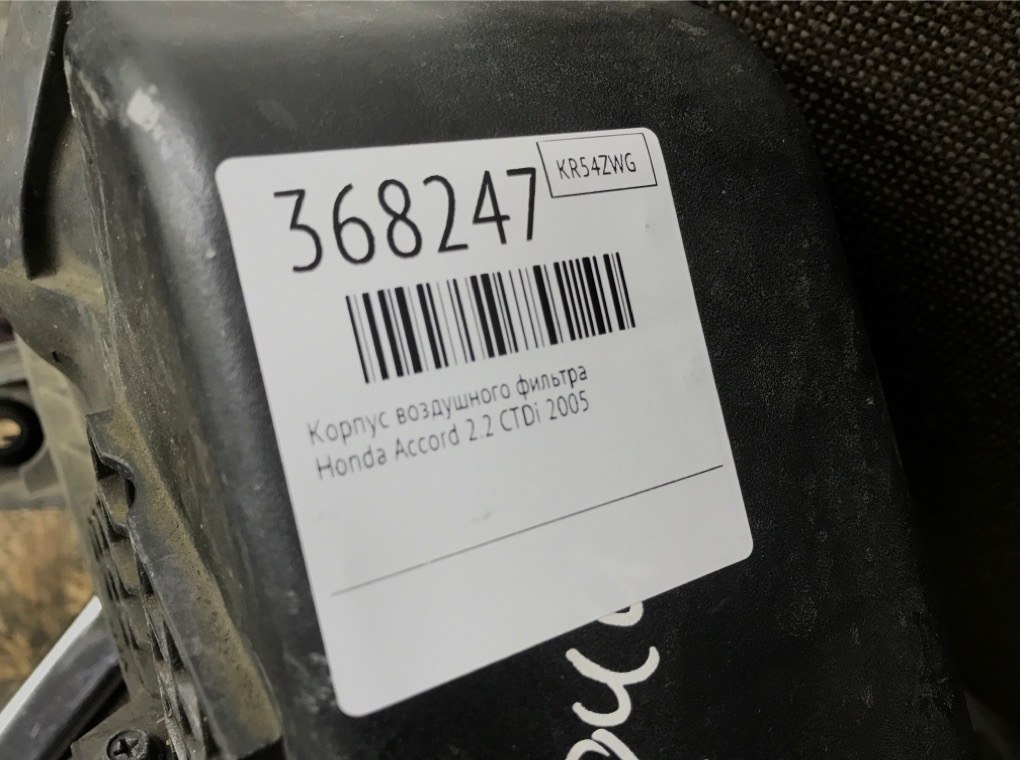 368247
KR54ZWG
Корпус воздушного фильтра
Honda Accord 2.2 CTDi 2005